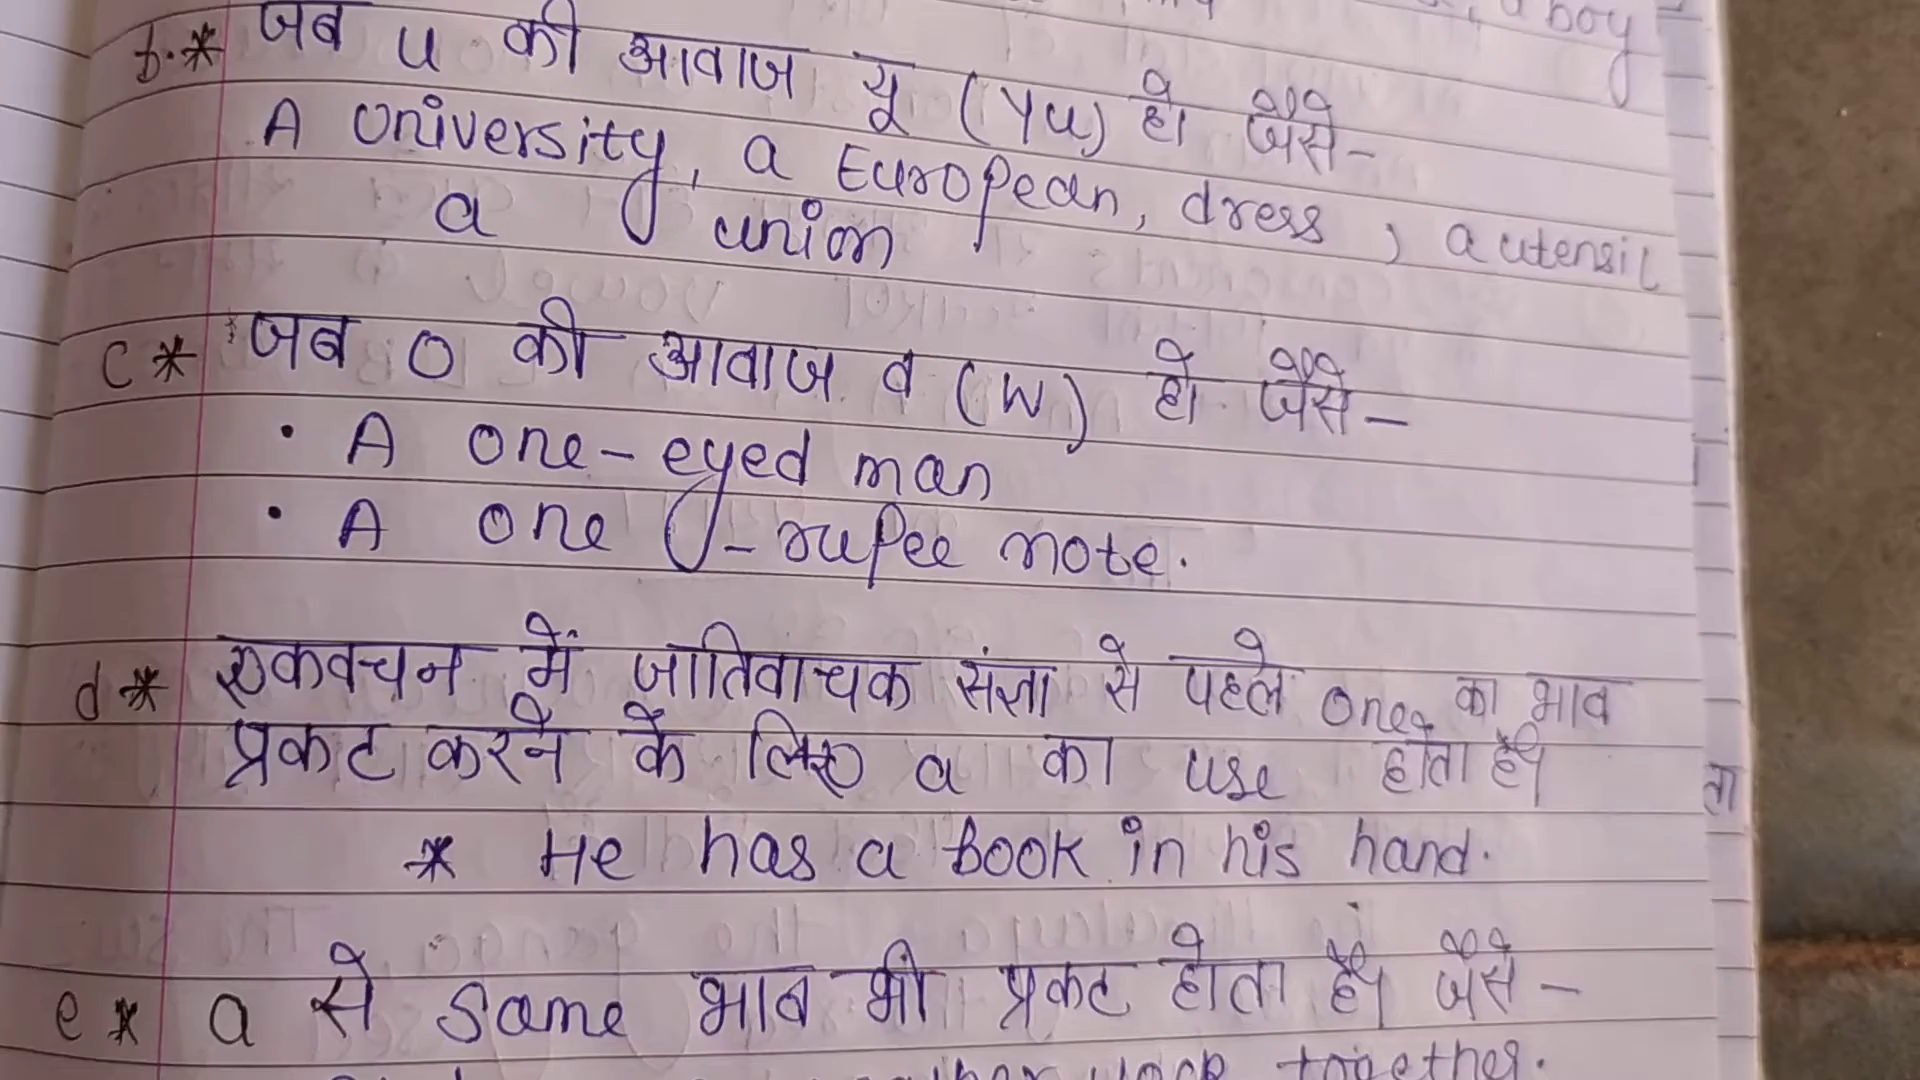 a boy
b.* जब u की आवाज यू (Yu) हो जैसे-
A University, a European, dress, a utensil
a union
c * जब o की आवाज व (W) हो जैसे-
• A one-eyed man
• A one-rupee note.
d * एकवचन में जातिवाचक संज्ञा से पहले one का भाव
प्रकट करने के लिए a का use होता है।
* He has a book in his hand.
e * a से same भाव भी प्रकट होता है। जैसे-
together.